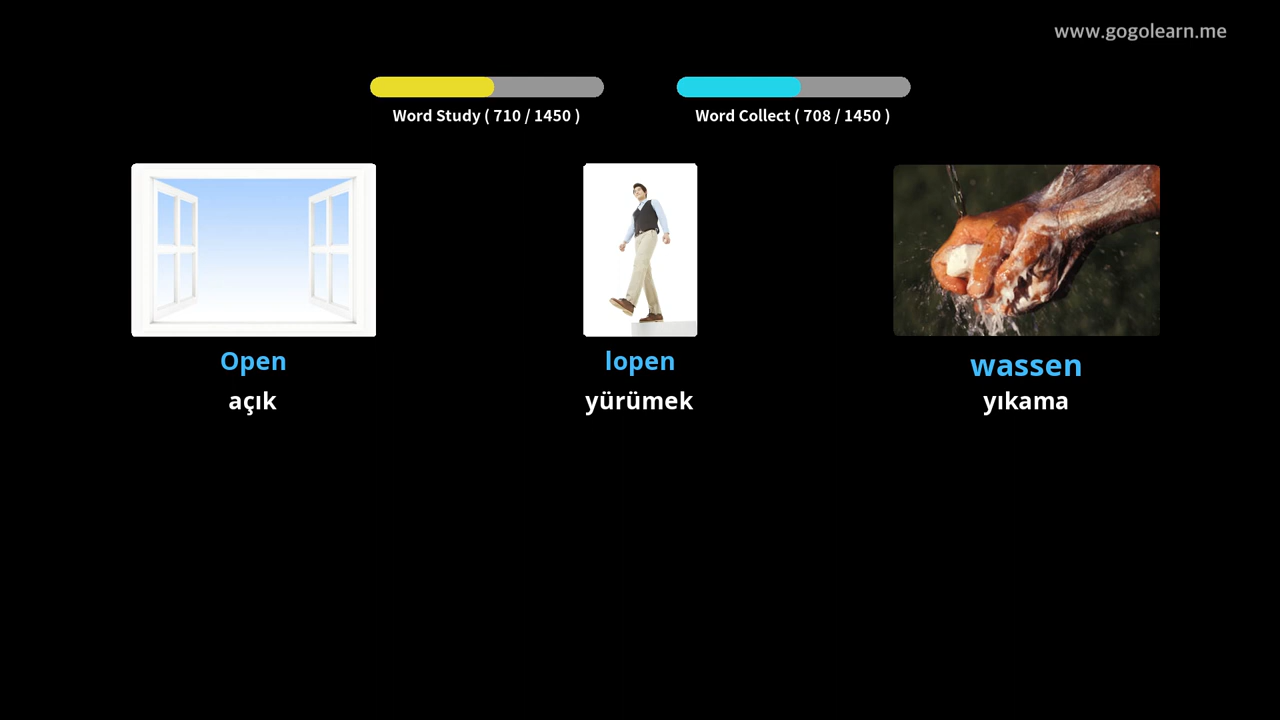 www.gogolearn.me
Word Study ( 710 / 1450 )
Word Collect ( 708 / 1450 )
Open
lopen
wassen
açık
yürümek
yıkama